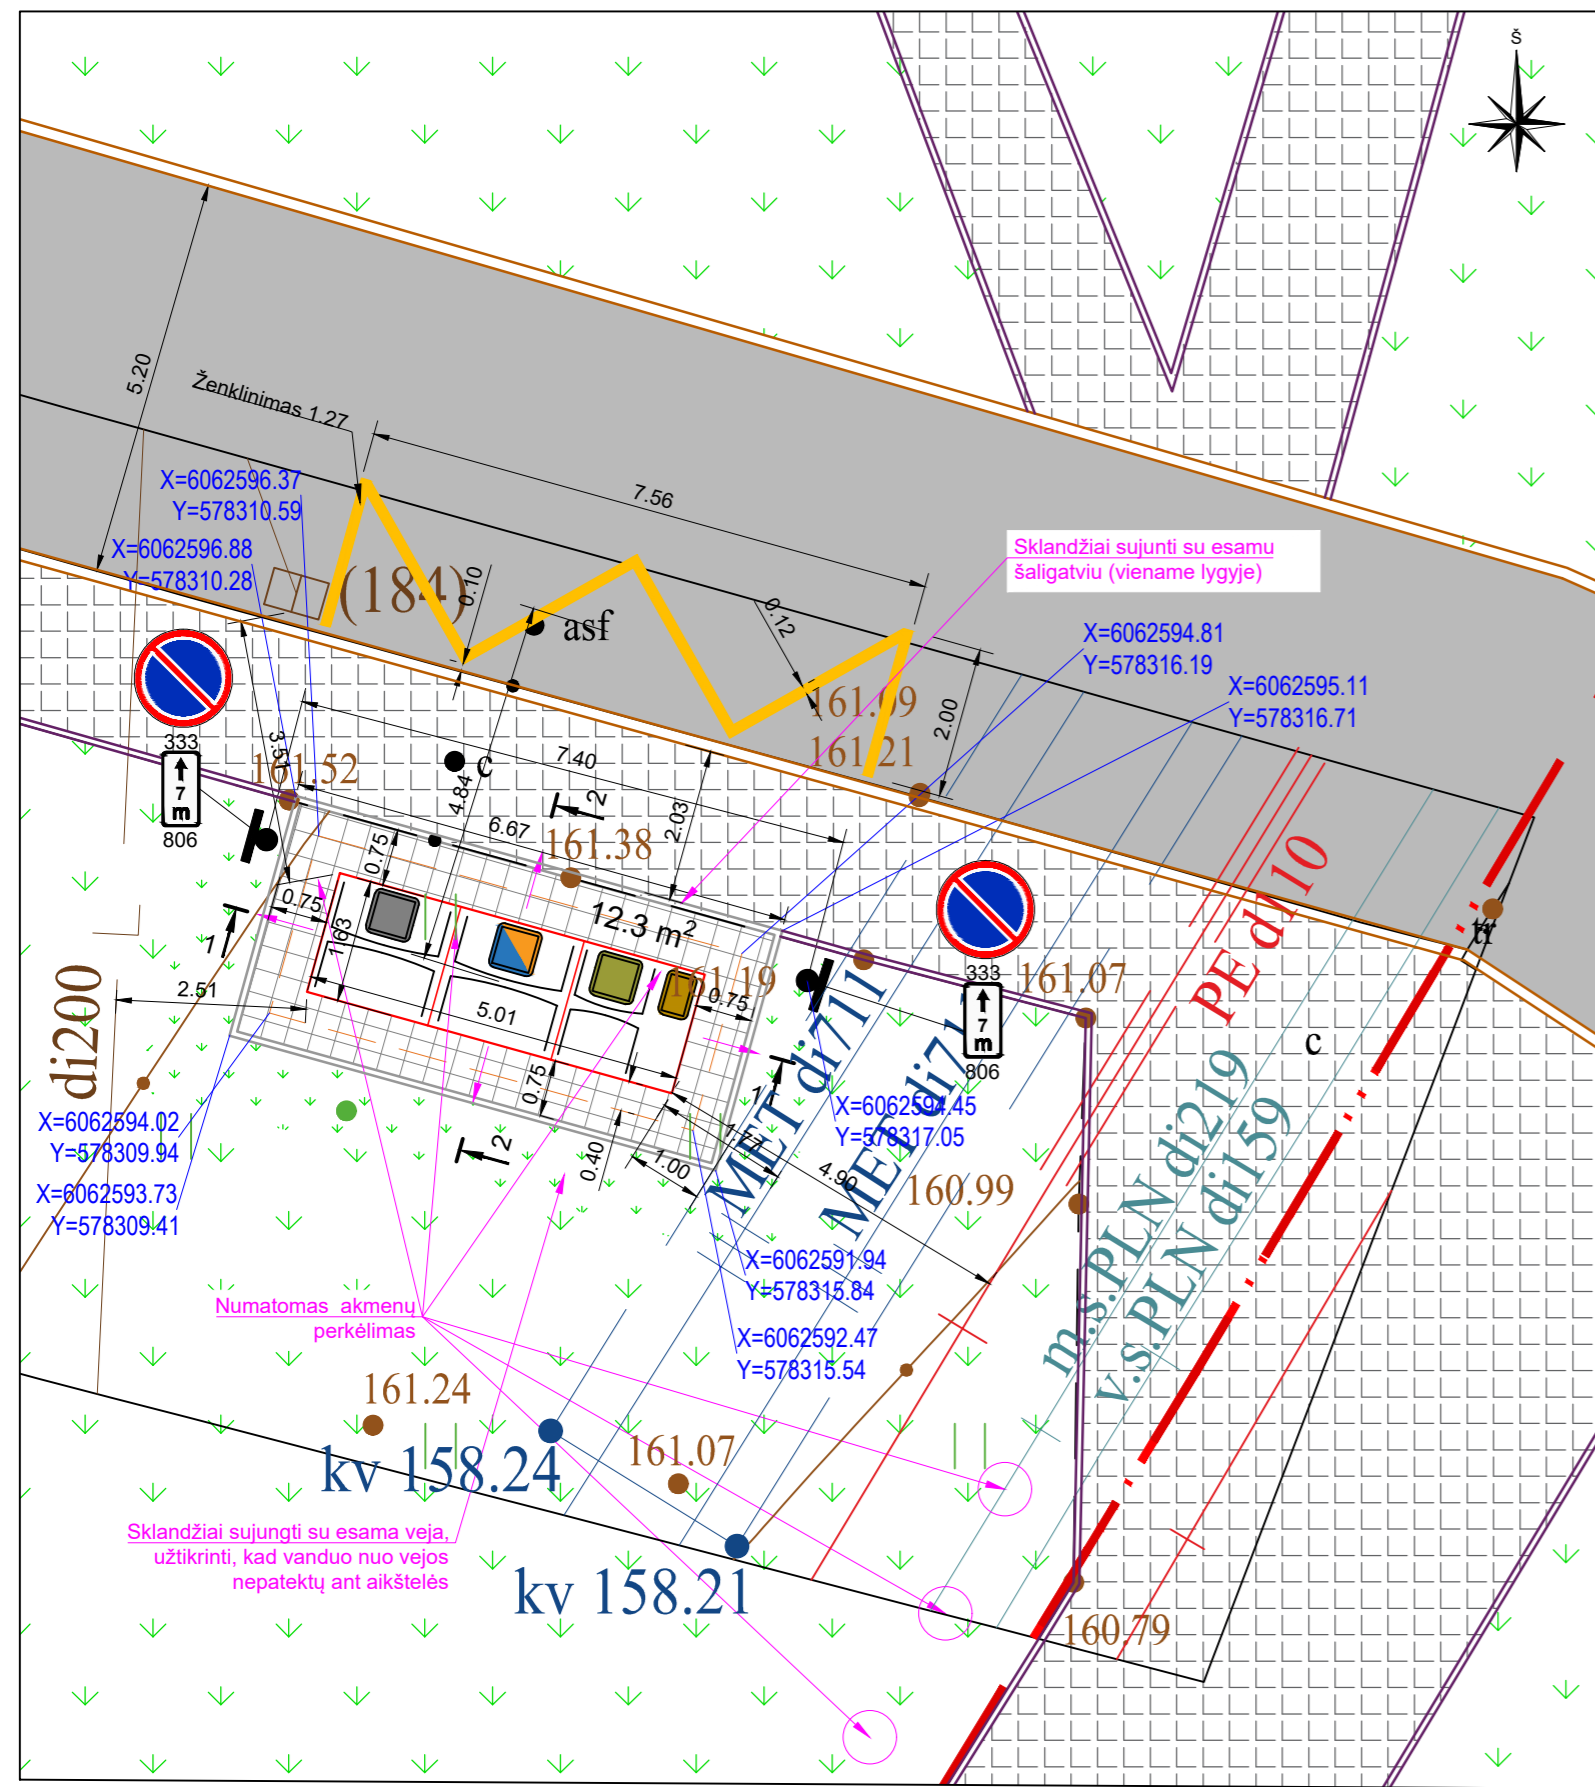 Š
5.20
Ženklinimas 1.27
7.56
X=6062596.37
Y=578310.59
X=6062596.88
Y=578310.28
(184)
0.10
asf
0.12
Sklandžiai sujunti su esamu
šaligatviu (viename lygyje)
X=6062594.81
Y=578316.19
X=6062595.11
Y=578316.71
161.09
161.21
2.00
333
7
m
806
3.51
161.52
c
4.84
7.40
6.67
2
2.03
161.38
0.75
12.3 m²
0.75
163
1
2.51
5.01
161.19
0.75
333
7
m
806
161.07
PE d110
tr
c
di200
MET di711
MET di71
0.75
1
X=6062594.45
Y=578317.05
X=6062594.02
Y=578309.94
X=6062593.73
Y=578309.41
2
0.40
1.00
1.77
4.90
160.99
m.s.PLN di219
v.s.PLN di159
X=6062591.94
Y=578315.84
X=6062592.47
Y=578315.54
Numatomas akmenų
perkėlimas
161.24
kv 158.24
161.07
Sklandžiai sujungti su esama veja,
užtikrinti, kad vanduo nuo vejos
nepatektų ant aikštelės
kv 158.21
160.79